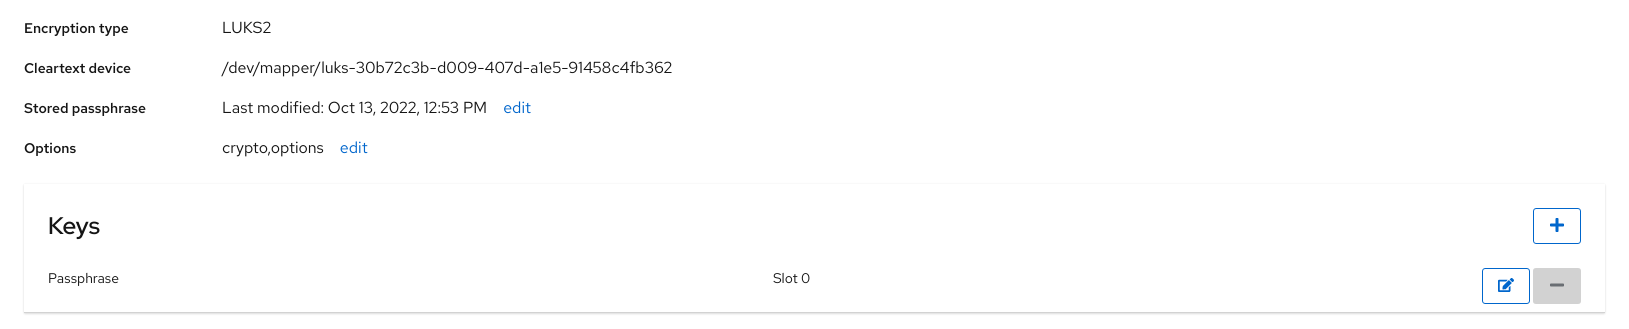 Encryption type LUKS2
Cleartext device /dev/mapper/luks-30b72c3b-d009-407d-a1e5-91458c4fb362
Stored passphrase Last modified: Oct 13, 2022, 12:53 PM edit
Options crypto,options edit
Keys
Passphrase Slot 0